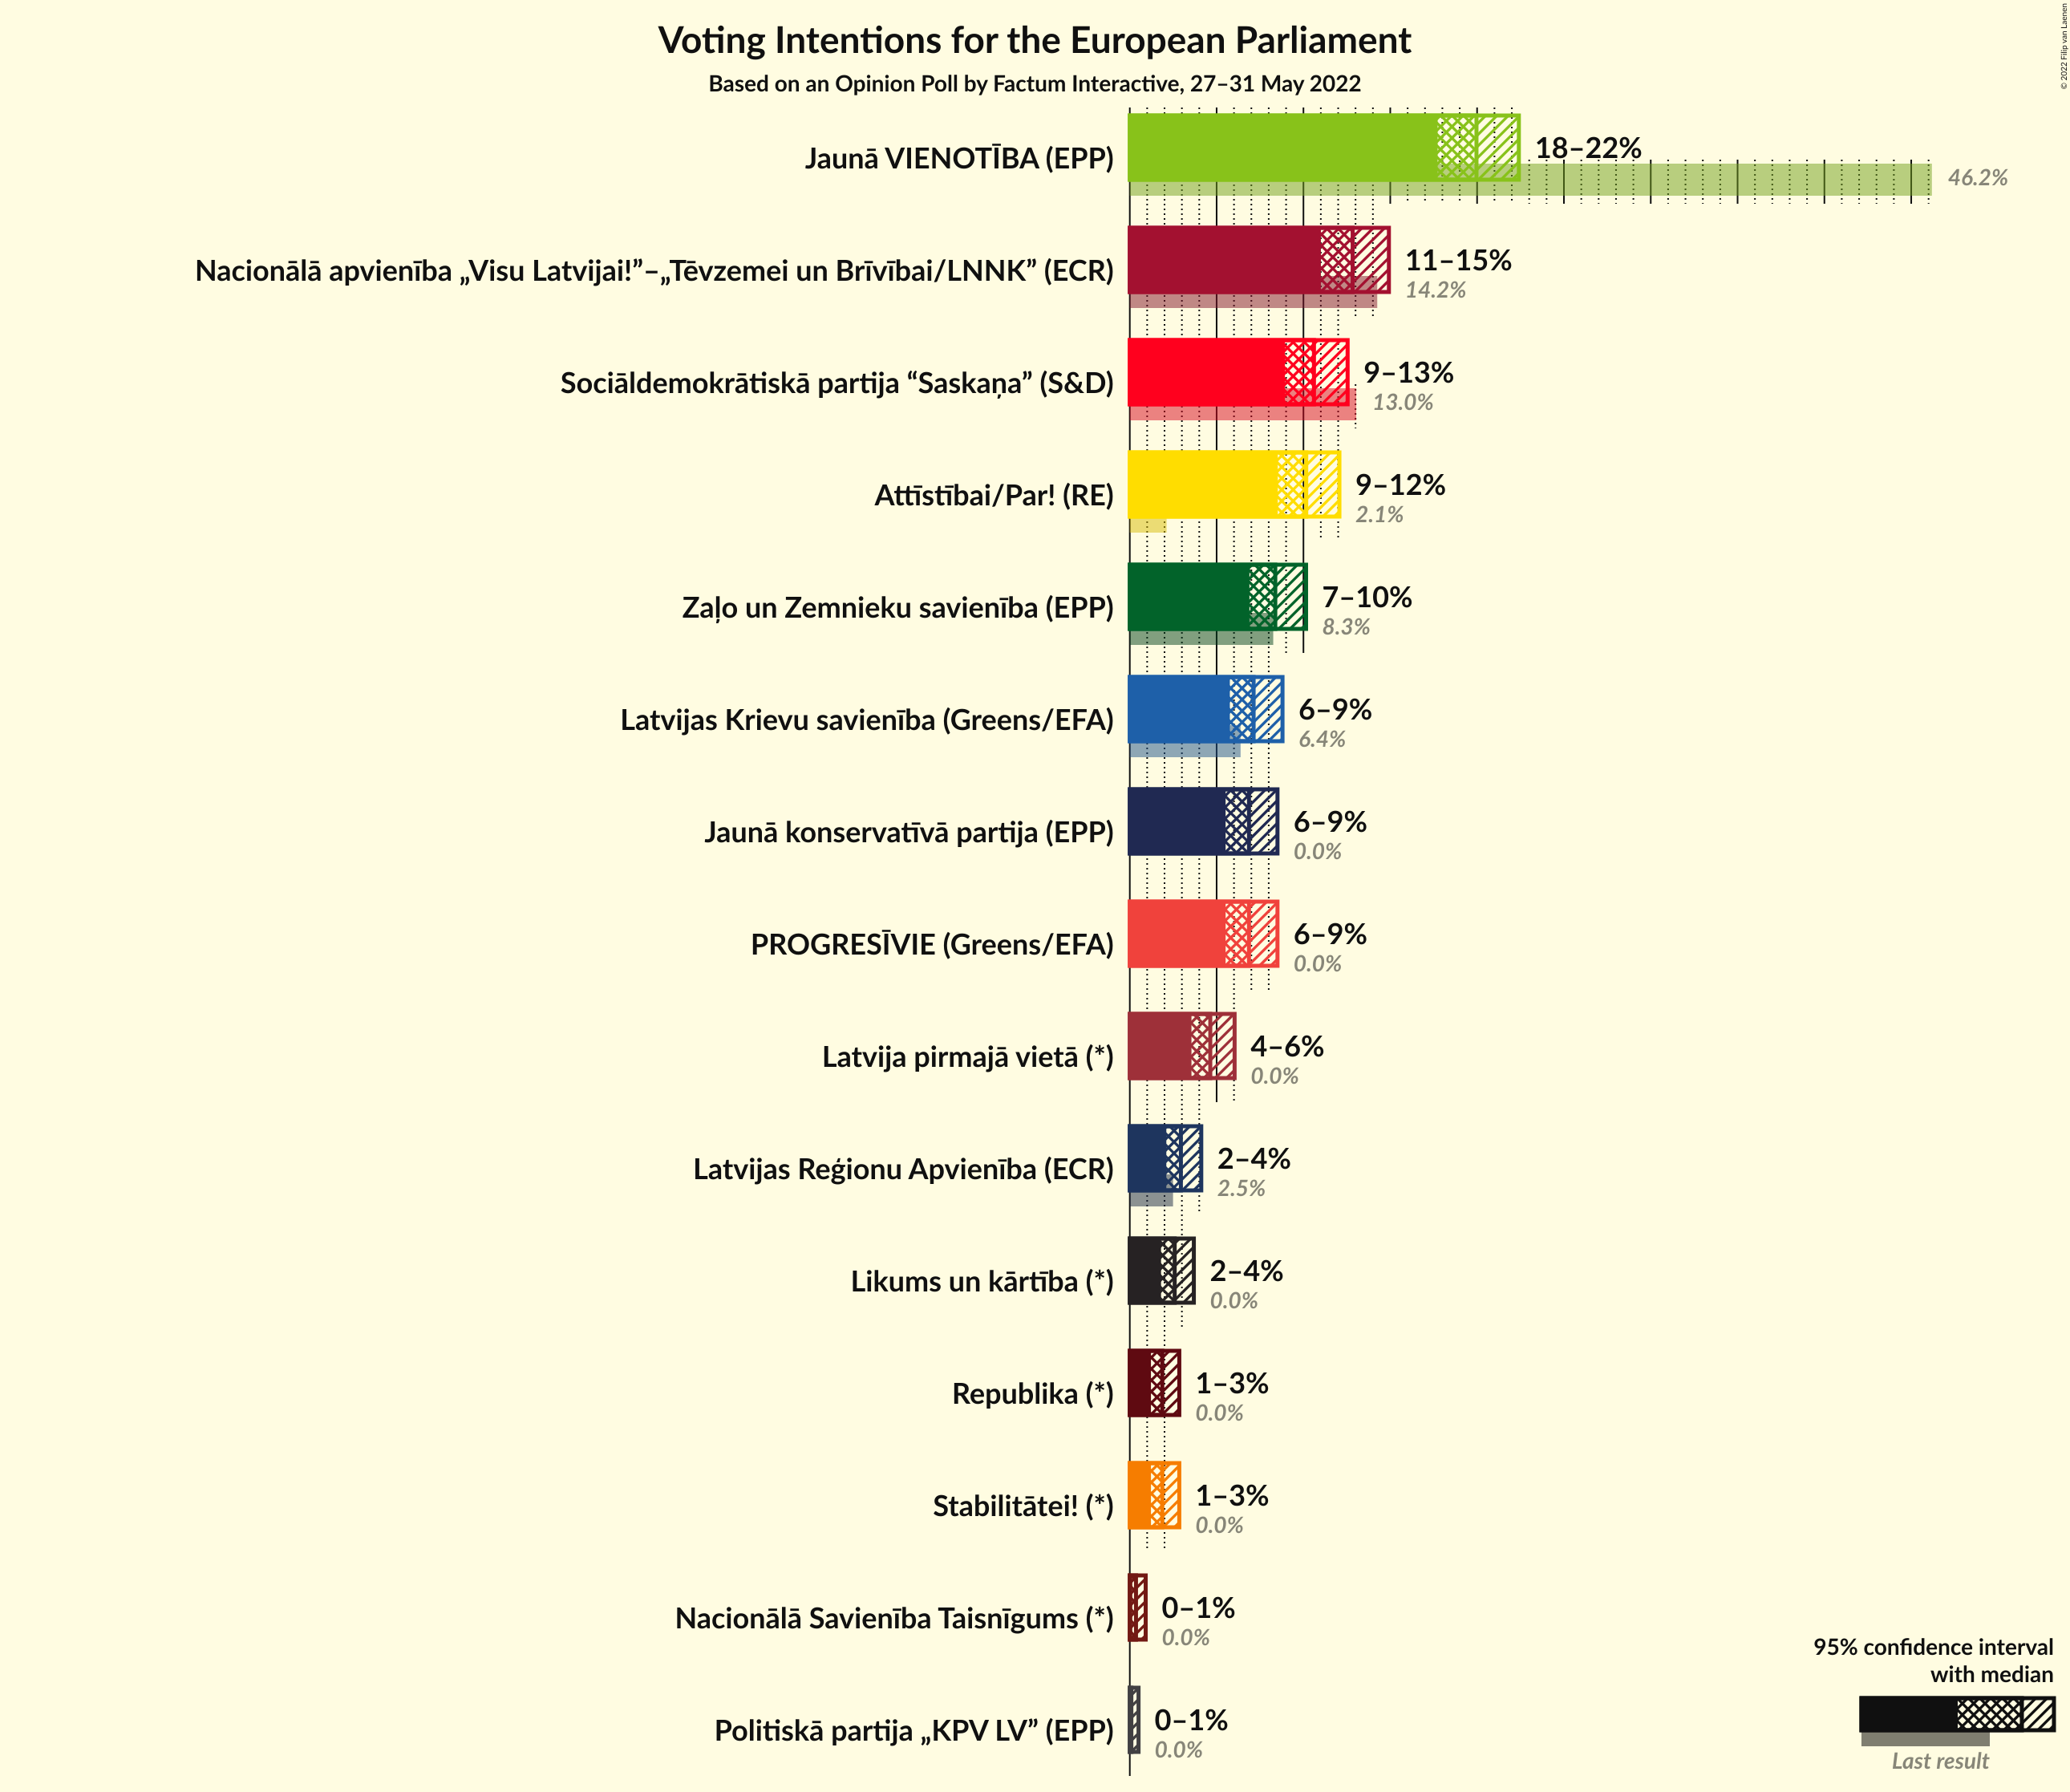 Voting Intentions for the European Parliament
Based on an Opinion Poll by Factum Interactive, 27–31 May 2022
© 2022 Filip van Laenen
Jaunā VIENOTĪBA (EPP)
18–22%
46.2%
Nacionālā apvienība „Visu Latvijai!”–„Tēvzemei un Brīvībai/LNNK” (ECR)
11–15%
14.2%
Sociāldemokrātiskā partija “Saskaņa” (S&D)
9–13%
13.0%
Attīstībai/Par! (RE)
9–12%
2.1%
Zaļo un Zemnieku savienība (EPP)
7–10%
8.3%
Latvijas Krievu savienība (Greens/EFA)
6–9%
6.4%
Jaunā konservatīvā partija (EPP)
6–9%
0.0%
PROGRESĪVIE (Greens/EFA)
6–9%
0.0%
Latvija pirmajā vietā (*)
4–6%
0.0%
Latvijas Reģionu Apvienība (ECR)
2–4%
2.5%
Likums un kārtība (*)
2–4%
0.0%
Republika (*)
1–3%
0.0%
Stabilitātei! (*)
1–3%
0.0%
Nacionālā Savienība Taisnīgums (*)
0–1%
0.0%
Politiskā partija „KPV LV” (EPP)
0–1%
0.0%
95% confidence interval
with median
Last result